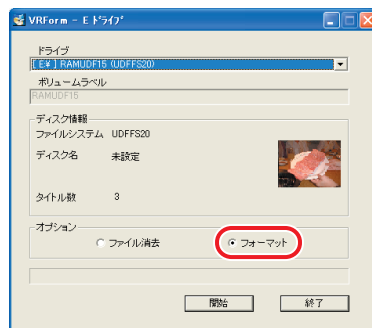 VRForm - E ﾄﾞﾗｲﾌﾞ
ドライブ
[ E¥ ] RAMUDF15 (UDFFS20)
ボリュームラベル
RAMUDF15
ディスク情報
ファイルシステム UDFFS20
ディスク名 未設定
タイトル数 3
オプション
ファイル消去 フォーマット
開始 終了